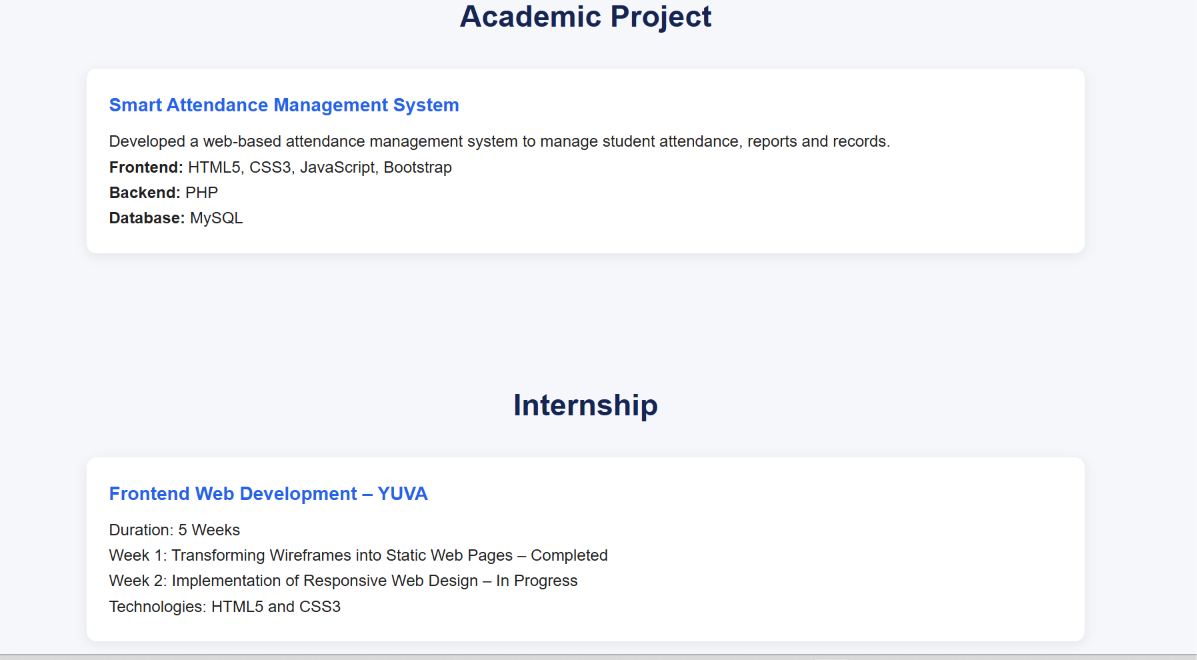 Academic Project
Smart Attendance Management System
Developed a web-based attendance management system to manage student attendance, reports and records.
Frontend: HTML5, CSS3, JavaScript, Bootstrap
Backend: PHP
Database: MySQL
Internship
Frontend Web Development – YUVA
Duration: 5 Weeks
Week 1: Transforming Wireframes into Static Web Pages – Completed
Week 2: Implementation of Responsive Web Design – In Progress
Technologies: HTML5 and CSS3